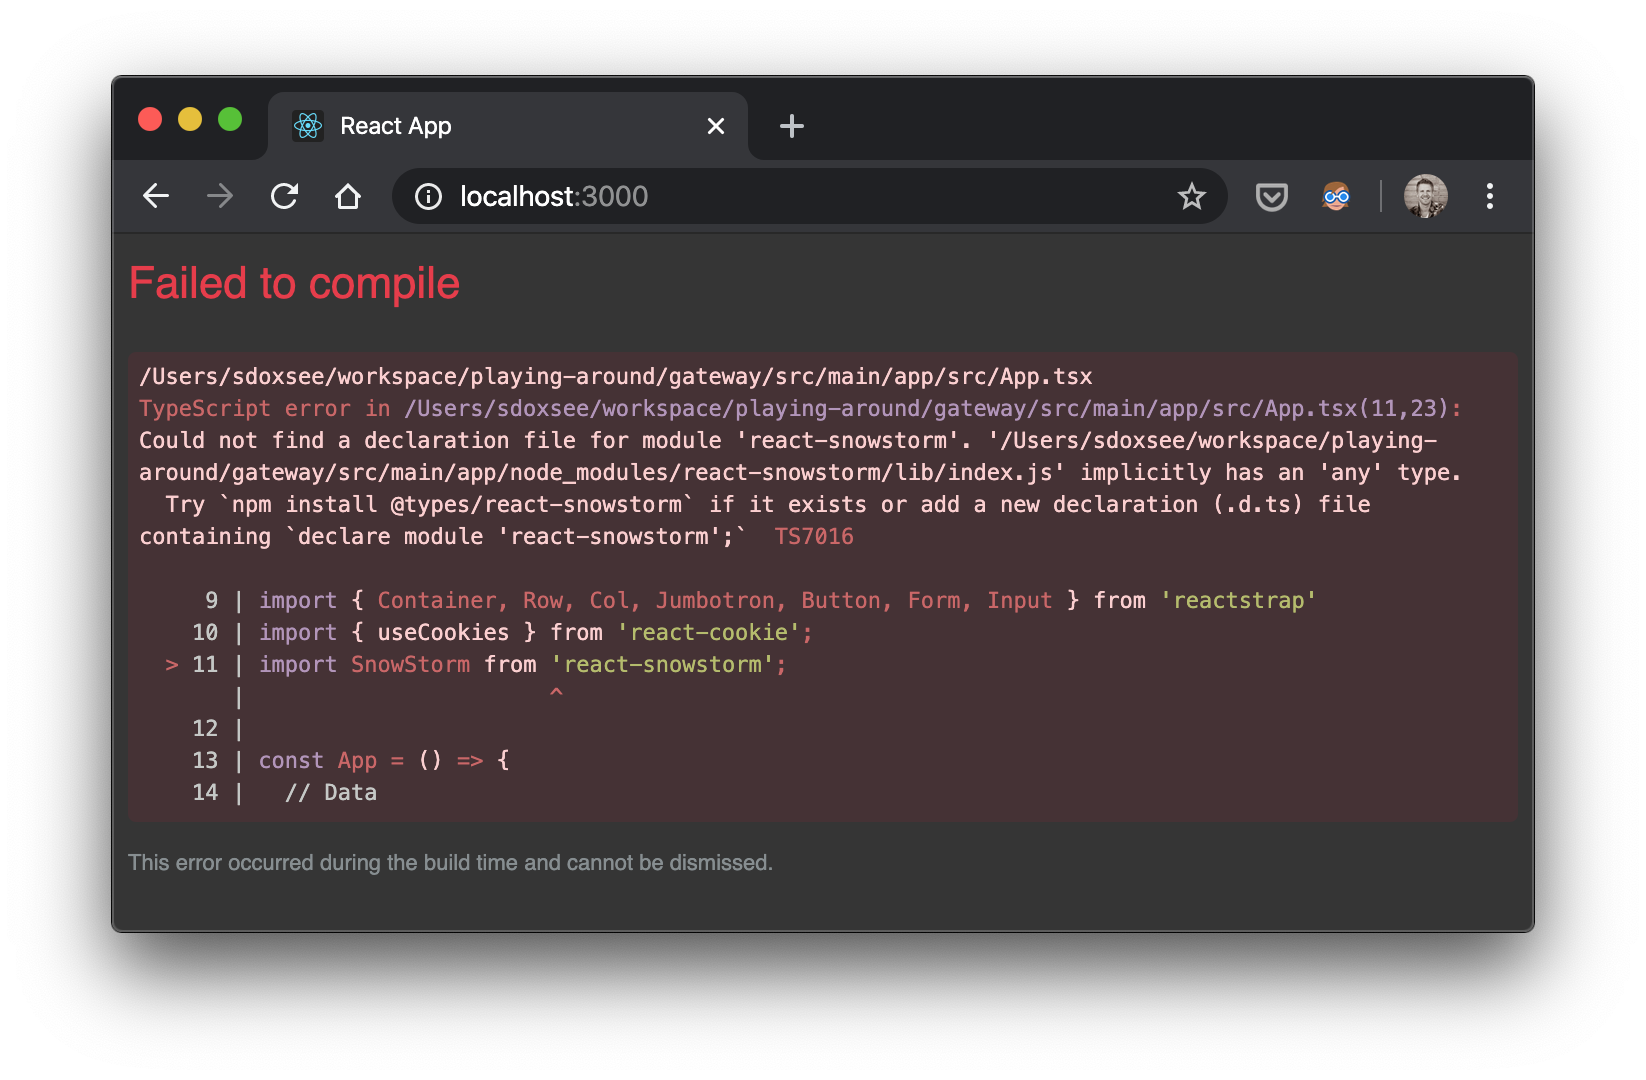 React App
localhost:3000
Failed to compile
/Users/sdoxsee/workspace/playing-around/gateway/src/main/app/src/App.tsx
TypeScript error in /Users/sdoxsee/workspace/playing-around/gateway/src/main/app/src/App.tsx(11,23):
Could not find a declaration file for module 'react-snowstorm'. '/Users/sdoxsee/workspace/playing-
around/gateway/src/main/app/node_modules/react-snowstorm/lib/index.js' implicitly has an 'any' type.
  Try `npm install @types/react-snowstorm` if it exists or add a new declaration (.d.ts) file
containing `declare module 'react-snowstorm';`  TS7016
     9 | import { Container, Row, Col, Jumbotron, Button, Form, Input } from 'reactstrap'
    10 | import { useCookies } from 'react-cookie';
  > 11 | import SnowStorm from 'react-snowstorm';
       |                       ^
    12 |
    13 | const App = () => {
    14 |   // Data
This error occurred during the build time and cannot be dismissed.